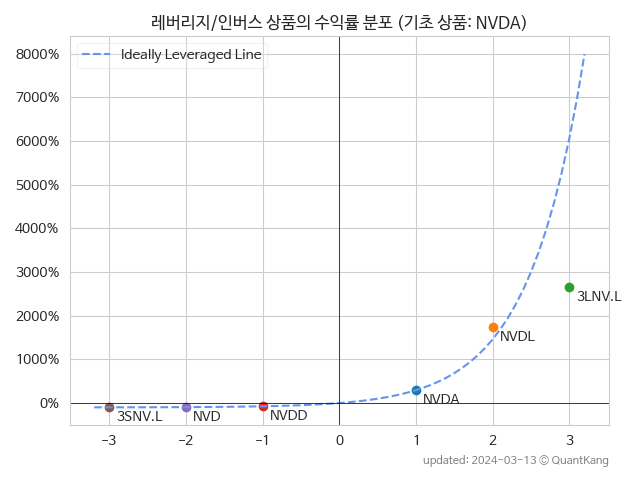 레버리지/인버스 상품의 수익률 분포 (기초 상품: NVDA)
Ideally Leveraged Line
8000%
7000%
6000%
5000%
4000%
3000%
2000%
1000%
0%
3LNV.L
NVDL
NVDA
3SNV.L
NVD
NVDD
−3
−2
−1
0
1
2
3
updated: 2024-03-13 © QuantKang